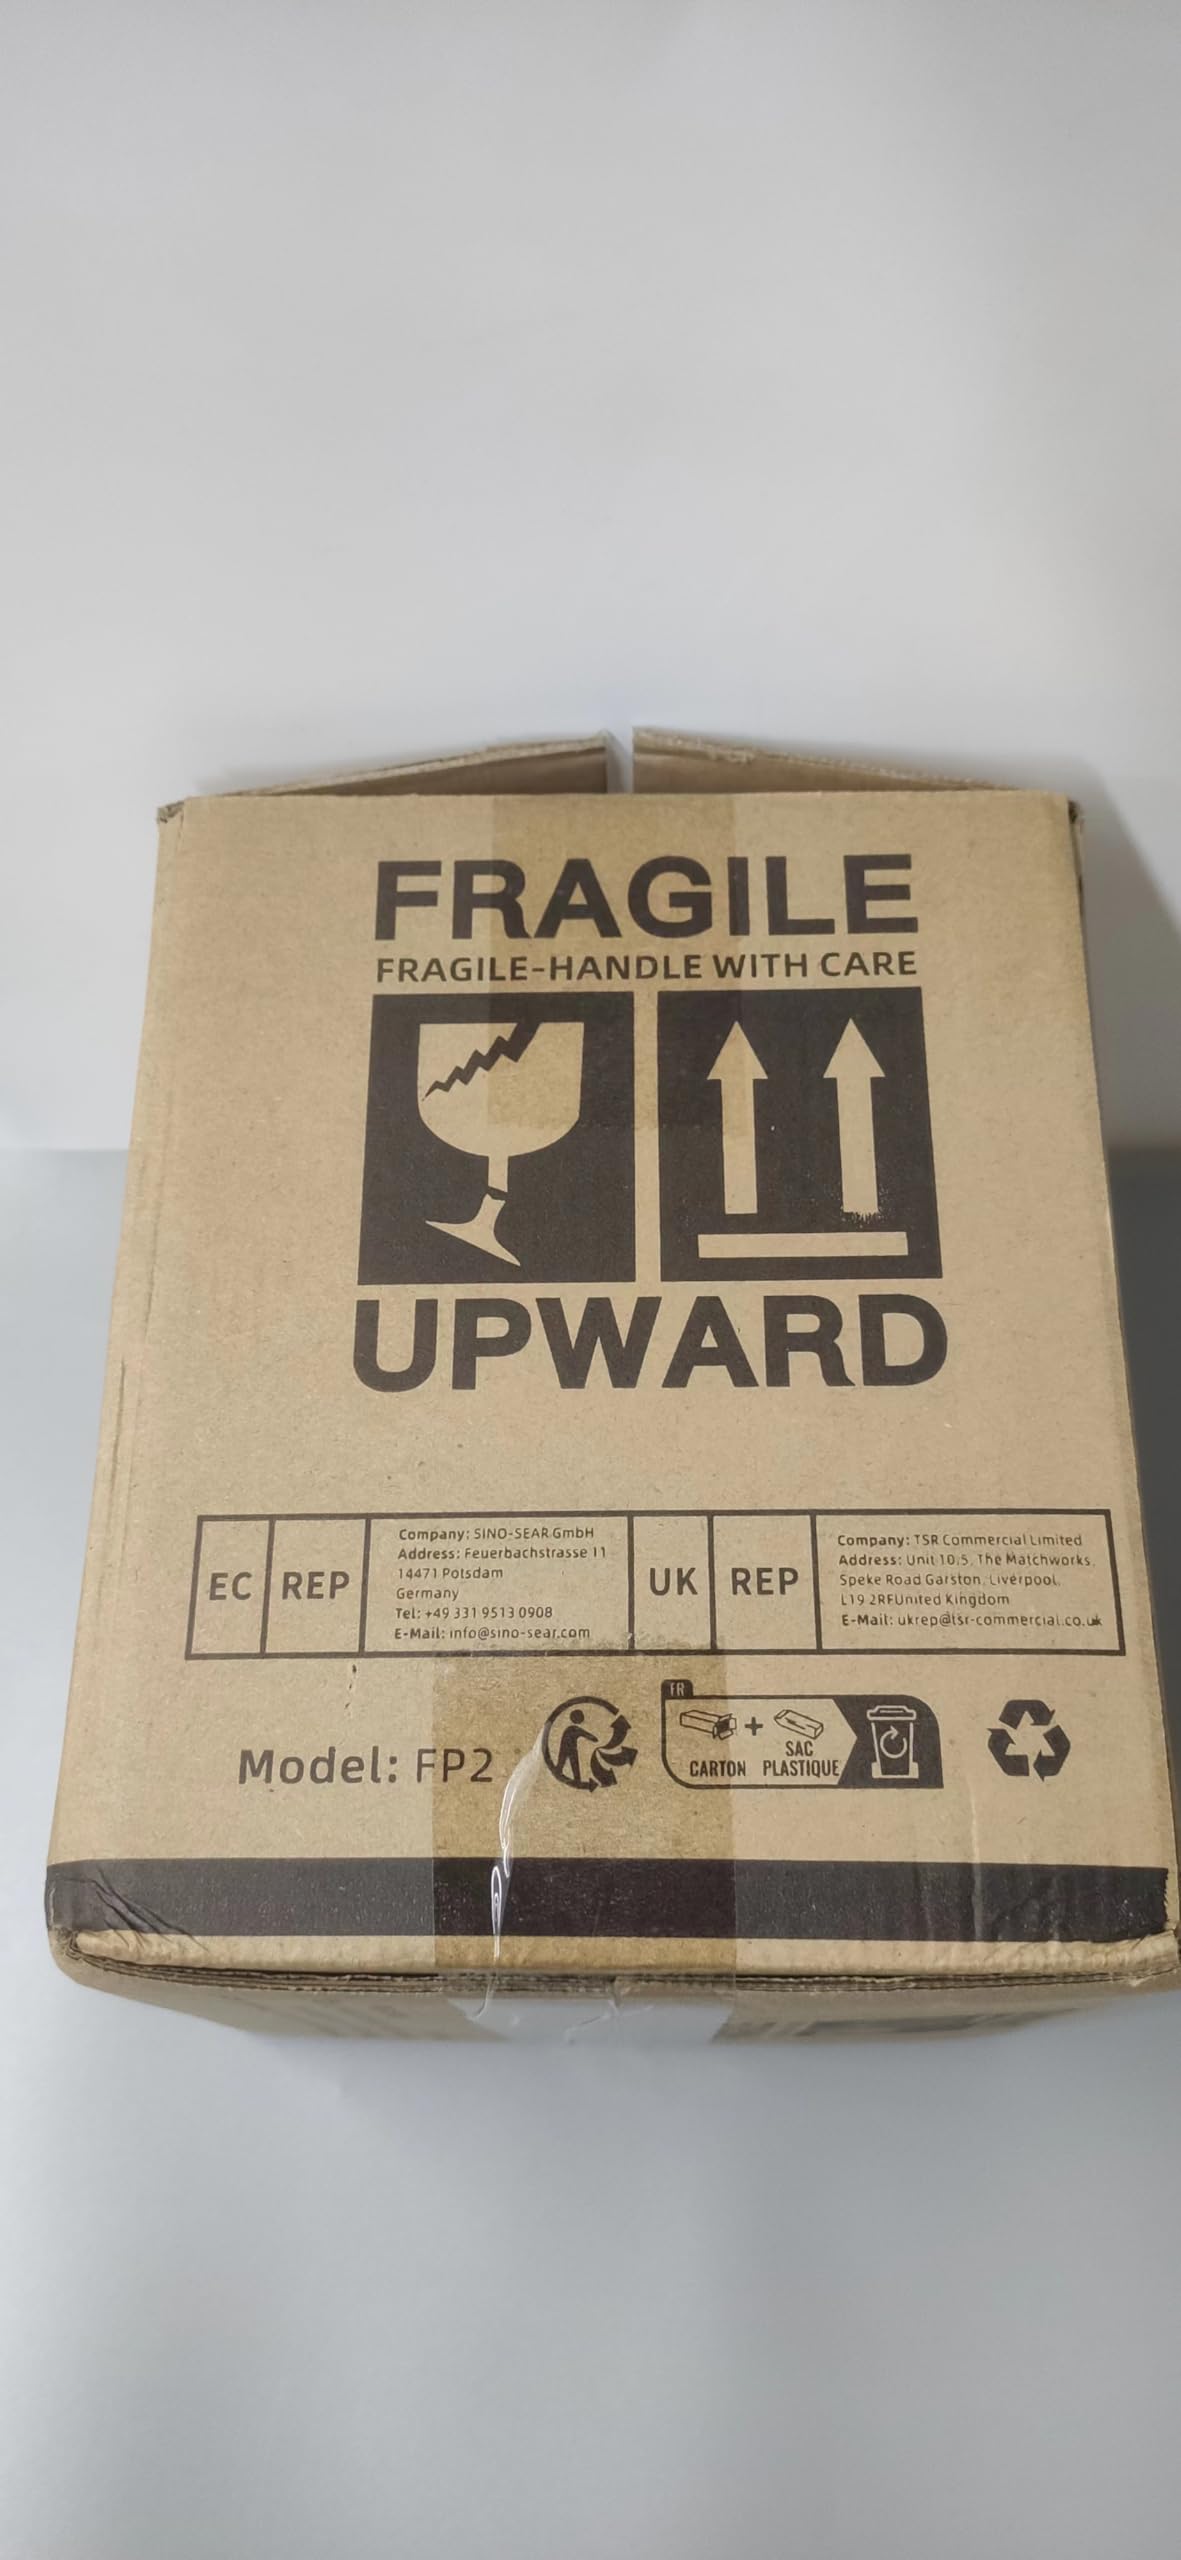 FRAGILE
FRAGILE-HANDLE WITH CARE
UPWARD
EC
REP
Company: SINO-SEAR GmbH
Address: Feuerbachstrasse 11
14471 Potsdam
Germany
Tel: +49 331 9513 0908
E-Mail: info@sino-sear.com
UK
REP
Company: TSR Commercial Limited
Address: Unit 10.5, The Matchworks,
Speke Road Garston, Liverpool,
L19 2RFUnited Kingdom
E-Mail: ukrep@tsr-commercial.co.uk
Model: FP2
FR
CARTON
+
SAC
PLASTIQUE